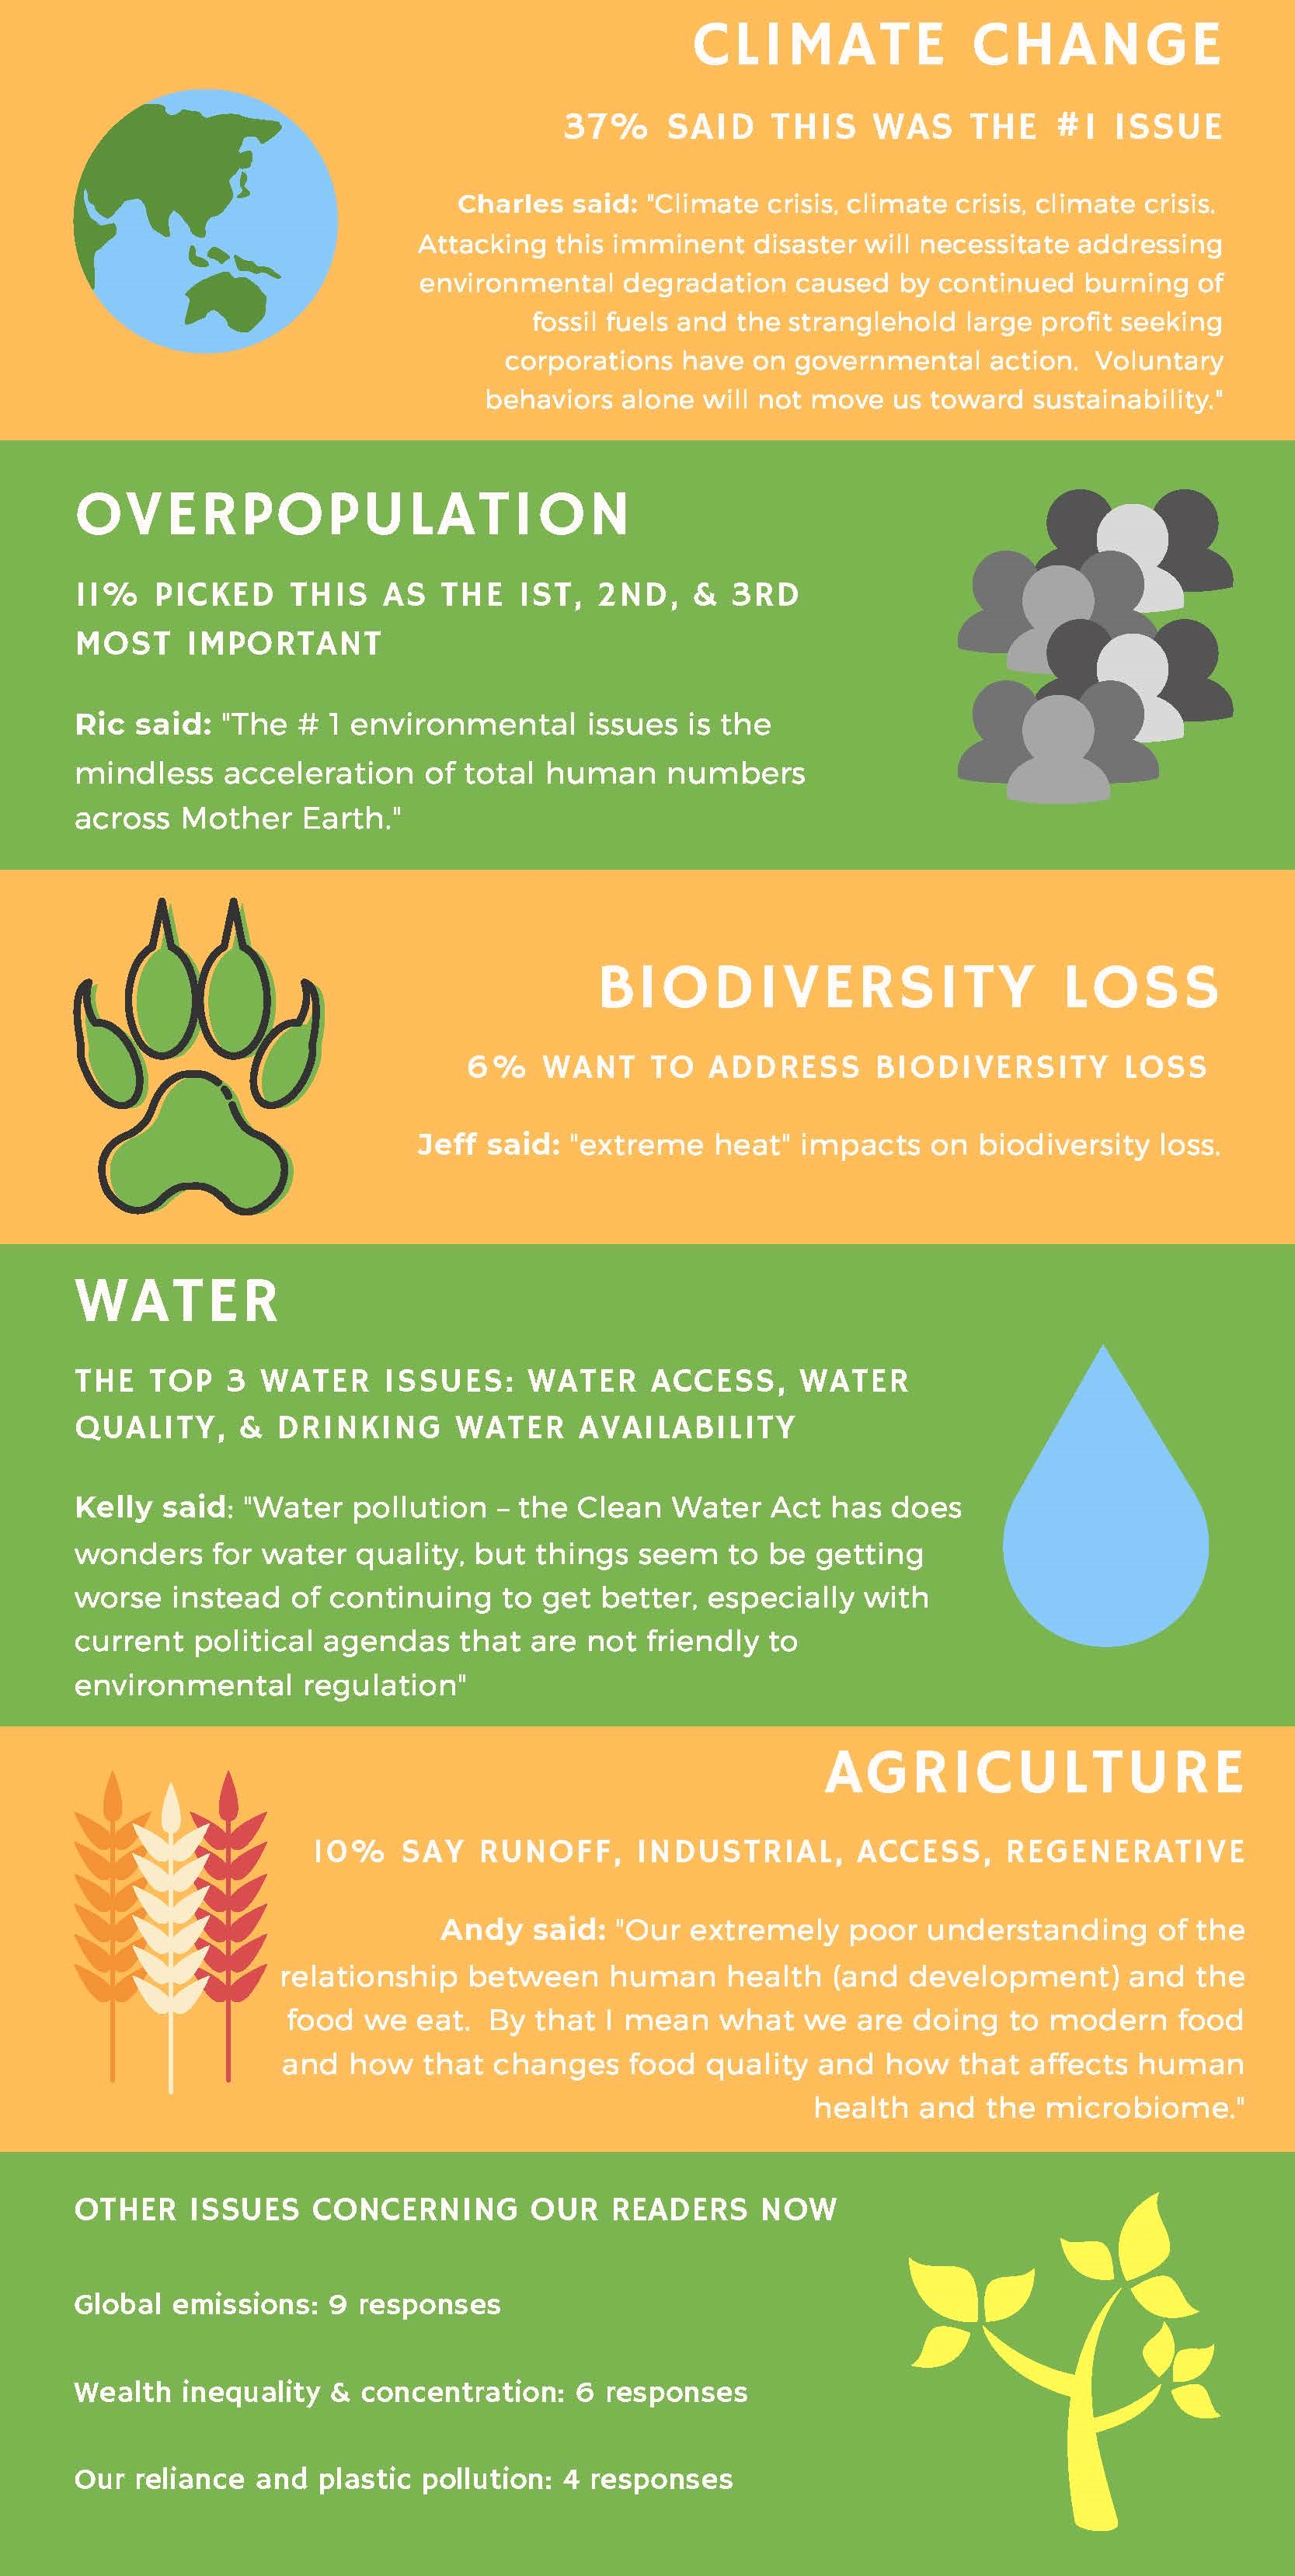 CLIMATE CHANGE
37% SAID THIS WAS THE #1 ISSUE
Charles said: "Climate crisis, climate crisis, climate crisis.
Attacking this imminent disaster will necessitate addressing
environmental degradation caused by continued burning of
fossil fuels and the stranglehold large profit seeking
corporations have on governmental action. Voluntary
behaviors alone will not move us toward sustainability."
OVERPOPULATION
11% PICKED THIS AS THE 1ST, 2ND, & 3RD
MOST IMPORTANT
Ric said: "The # 1 environmental issues is the
mindless acceleration of total human numbers
across Mother Earth."
BIODIVERSITY LOSS
6% WANT TO ADDRESS BIODIVERSITY LOSS
Jeff said: "extreme heat" impacts on biodiversity loss.
WATER
THE TOP 3 WATER ISSUES: WATER ACCESS, WATER
QUALITY, & DRINKING WATER AVAILABILITY
Kelly said: "Water pollution – the Clean Water Act has does
wonders for water quality, but things seem to be getting
worse instead of continuing to get better, especially with
current political agendas that are not friendly to
environmental regulation"
AGRICULTURE
10% SAY RUNOFF, INDUSTRIAL, ACCESS, REGENERATIVE
Andy said: "Our extremely poor understanding of the
relationship between human health (and development) and the
food we eat. By that I mean what we are doing to modern food
and how that changes food quality and how that affects human
health and the microbiome."
OTHER ISSUES CONCERNING OUR READERS NOW
Global emissions: 9 responses
Wealth inequality & concentration: 6 responses
Our reliance and plastic pollution: 4 responses